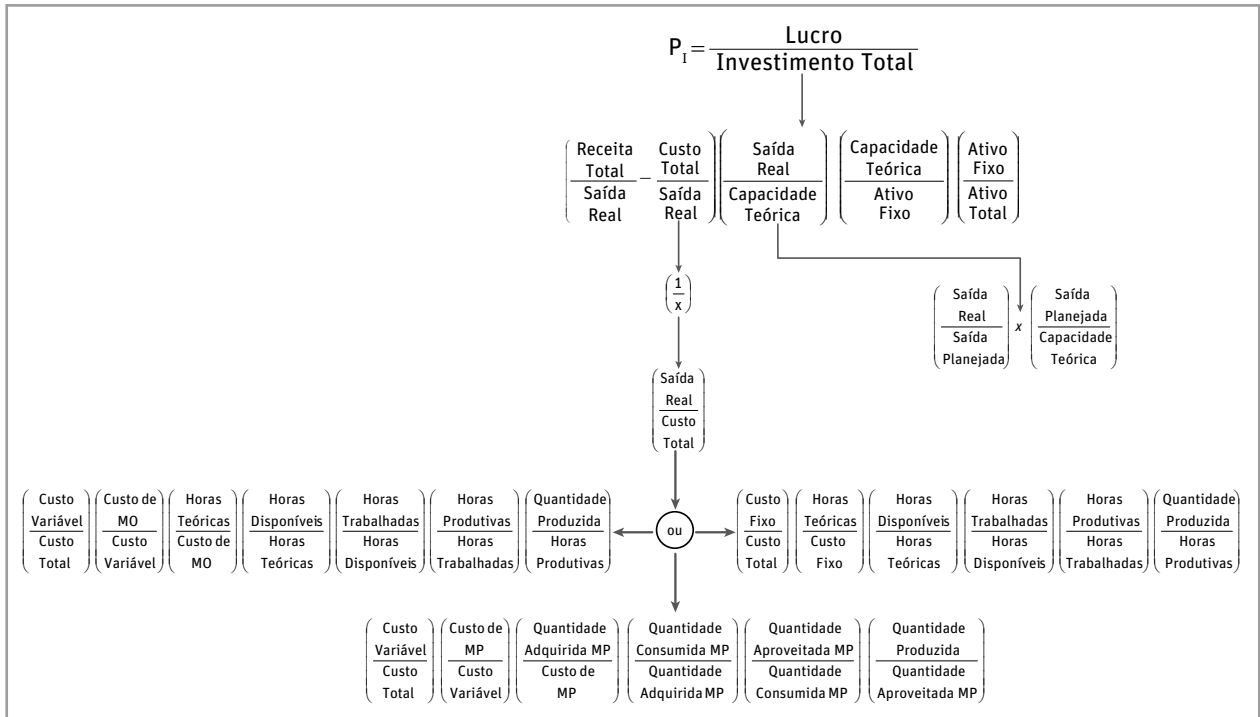 P_I = Lucro
Investimento Total
Receita Custo Saída Capacidade Ativo
Total − Total Real Teórica Fixo
Saída Saída Capacidade Ativo Ativo
Real Real Teórica Fixo Total
1
x
Saída Saída
Real x Planejada
Saída Capacidade
Planejada Teórica
Saída
Real
Custo
Total
Custo Custo de Horas Horas Horas Horas Quantidade
Variável MO Teóricas Disponíveis Trabalhadas Produtivas Produzida
Custo Custo Custo de Horas Horas Horas Horas
Total Variável MO Teóricas Disponíveis Trabalhadas Produtivas
ou
Custo Horas Horas Horas Horas Quantidade
Fixo Teóricas Disponíveis Trabalhadas Produtivas Produzida
Custo Custo Horas Horas Horas Horas
Total Fixo Teóricas Disponíveis Trabalhadas Produtivas
Custo Custo de Quantidade Quantidade Quantidade Quantidade
Variável MP Adquirida MP Consumida MP Aproveitada MP Produzida
Custo Custo Custo de Quantidade Quantidade Quantidade
Total Variável MP Adquirida MP Consumida MP Aproveitada MP